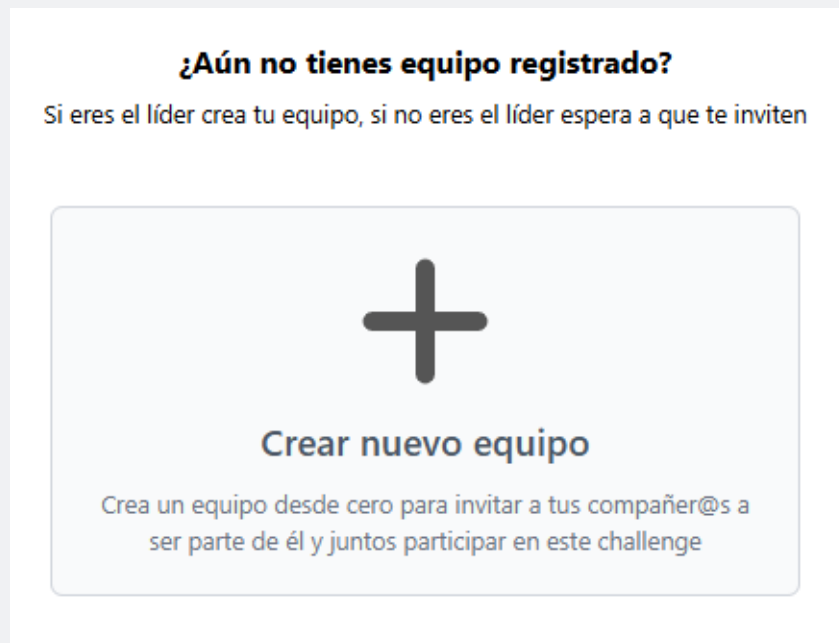 ¿Aún no tienes equipo registrado?
Si eres el líder crea tu equipo, si no eres el líder espera a que te inviten
Crear nuevo equipo
Crea un equipo desde cero para invitar a tus compañer@s a
ser parte de él y juntos participar en este challenge